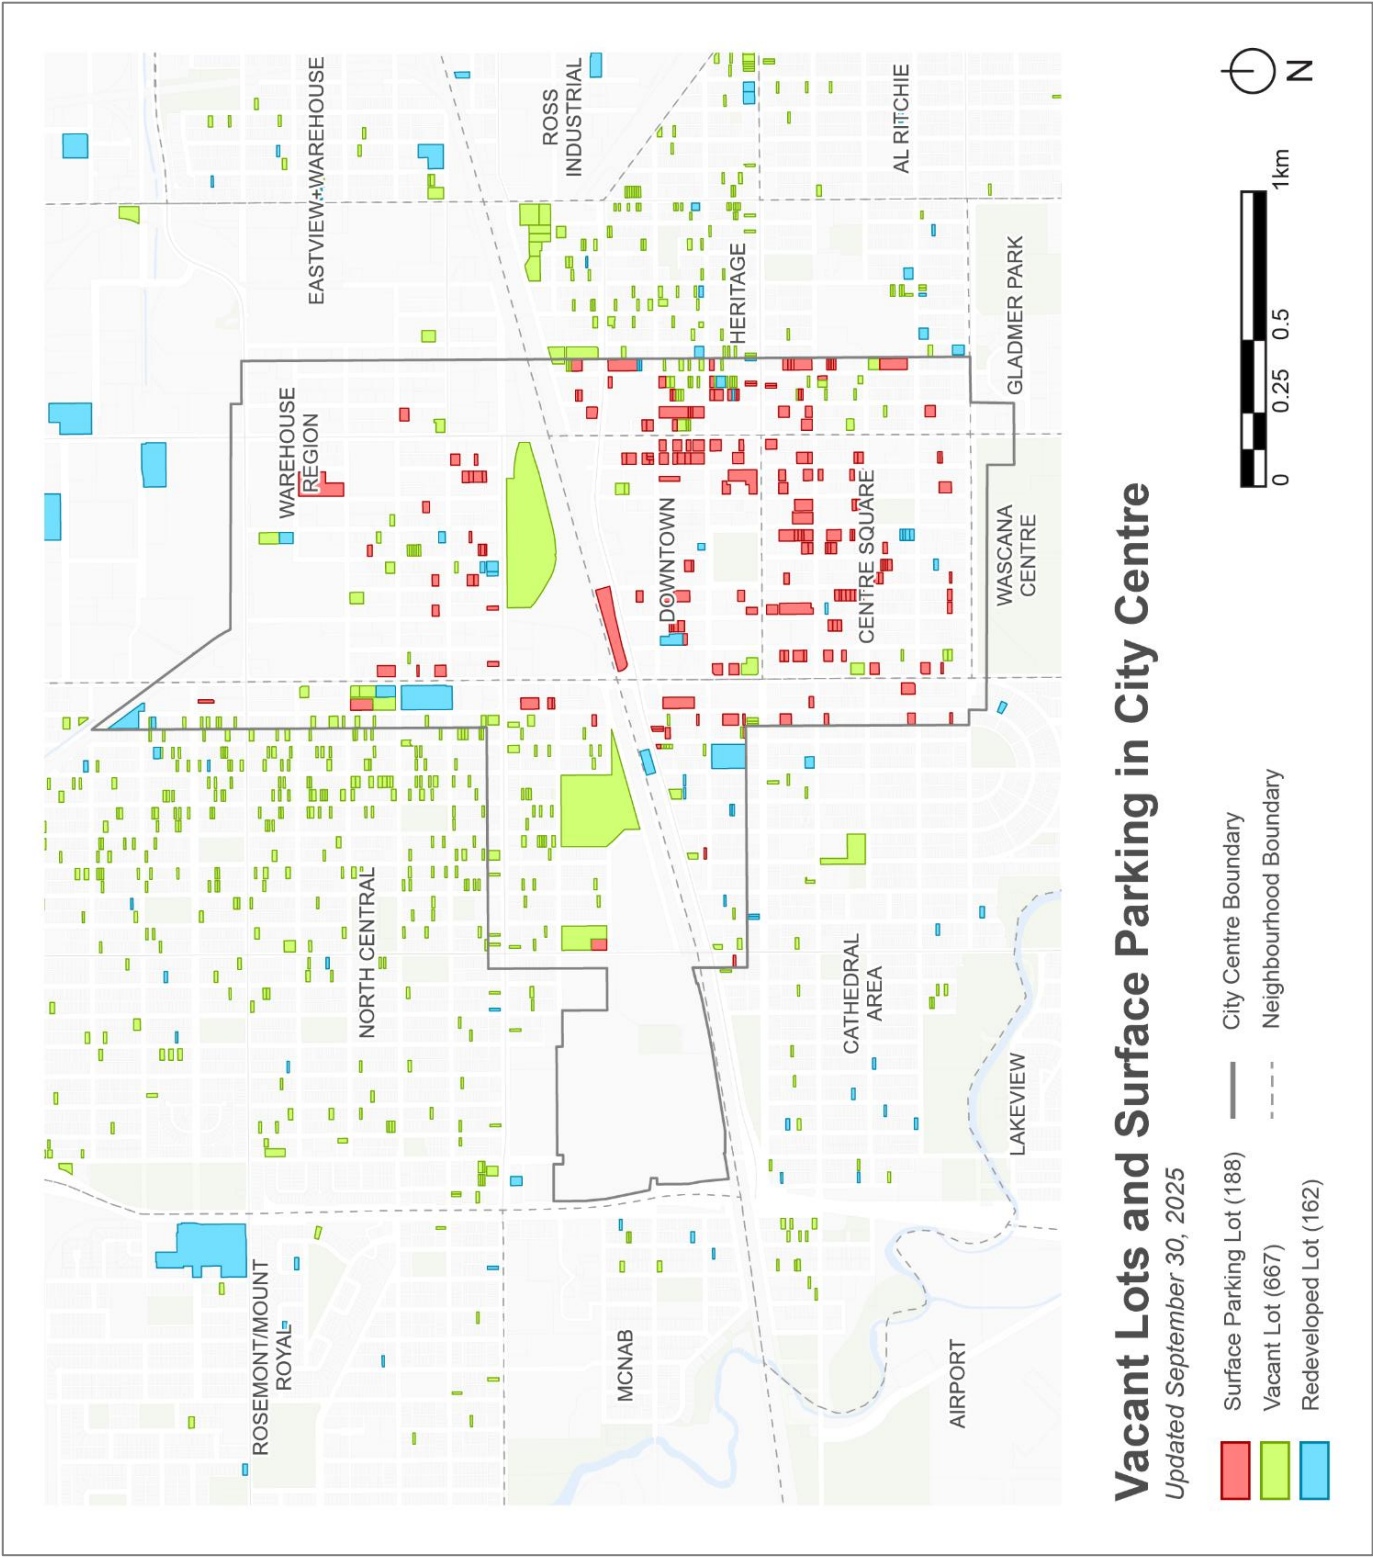 Vacant Lots and Surface Parking in City Centre
Updated September 30, 2025
Surface Parking Lot (188)
Vacant Lot (667)
Redeveloped Lot (162)
City Centre Boundary
Neighbourhood Boundary
0 0.25 0.5 1km
N
ROSEMONT/MOUNT
ROYAL
NORTH CENTRAL
WAREHOUSE
REGION
EASTVIEW+WAREHOUSE
ROSS
INDUSTRIAL
MCNAB
DOWNTOWN
HERITAGE
CATHEDRAL
AREA
CENTRE SQUARE
AL RITCHIE
AIRPORT
LAKEVIEW
WASCANA
CENTRE
GLADMER PARK